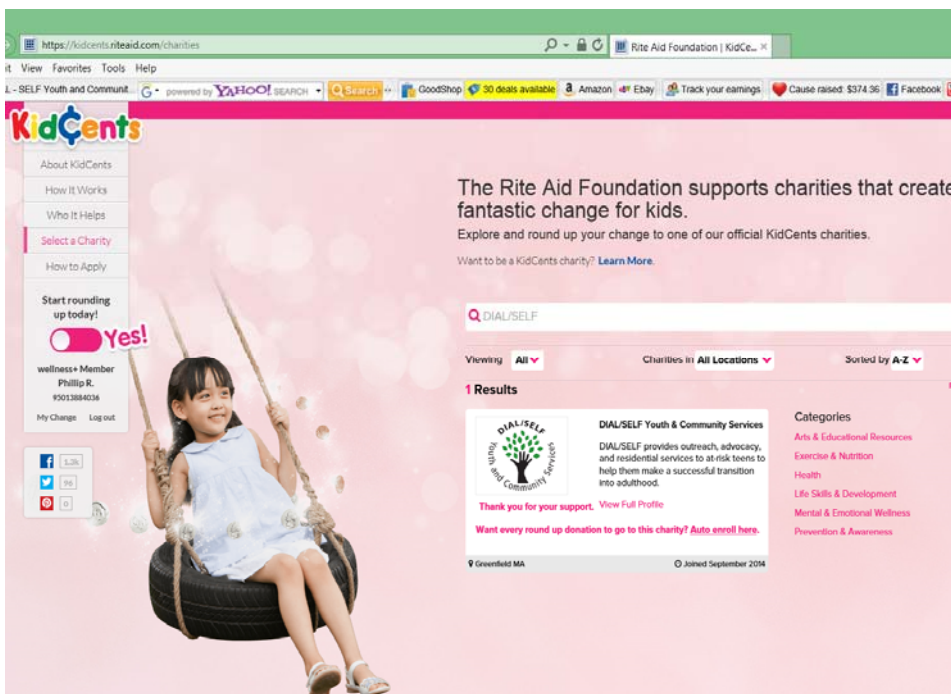 https://kidcents.riteaid.com/charities
Rite Aid Foundation | KidCe...
it View Favorites Tools Help
L - SELF Youth and Communit...
G
powered by YAHOO! SEARCH
Search
GoodShop
30 deals available
a Amazon
Ebay
Track your earnings
Cause raised: $374.36
Facebook
KidCents
About KidCents
How It Works
Who It Helps
Select a Charity
How to Apply
Start rounding
up today!
Yes!
wellness+ Member
Phillip R.
95013884036
My Change Log out
1.3k
96
0
The Rite Aid Foundation supports charities that create
fantastic change for kids.
Explore and round up your change to one of our official KidCents charities.
Want to be a KidCents charity? Learn More.
DIAL/SELF
Viewing All
Charities in All Locations
Sorted by A-Z
1 Results
DIAL/SELF
Youth and Community Services
DIAL/SELF Youth & Community Services
DIAL/SELF provides outreach, advocacy,
and residential services to at-risk teens to
help them make a successful transition
into adulthood.
Thank you for your support. View Full Profile
Want every round up donation to go to this charity? Auto enroll here.
Greenfield MA
Joined September 2014
Categories
Arts & Educational Resources
Exercise & Nutrition
Health
Life Skills & Development
Mental & Emotional Wellness
Prevention & Awareness